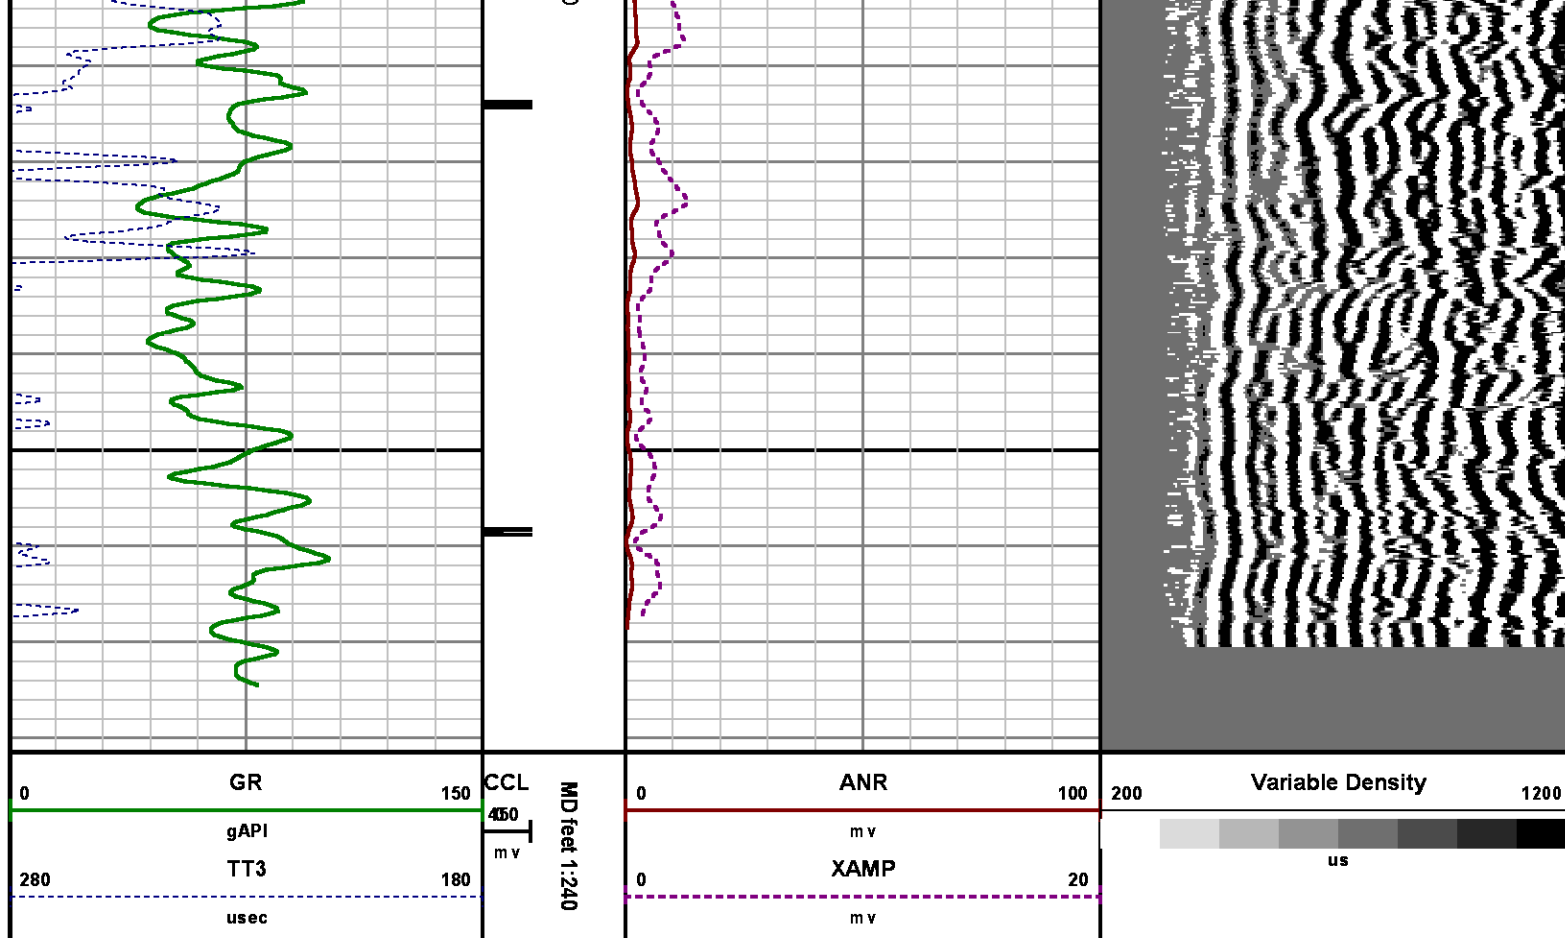 GR
0 150
gAPI
TT3
280 180
usec
CCL
mv
MD feet 1:240
ANR
0 100
mv
XAMP
0 20
mv
Variable Density
200 1200
us